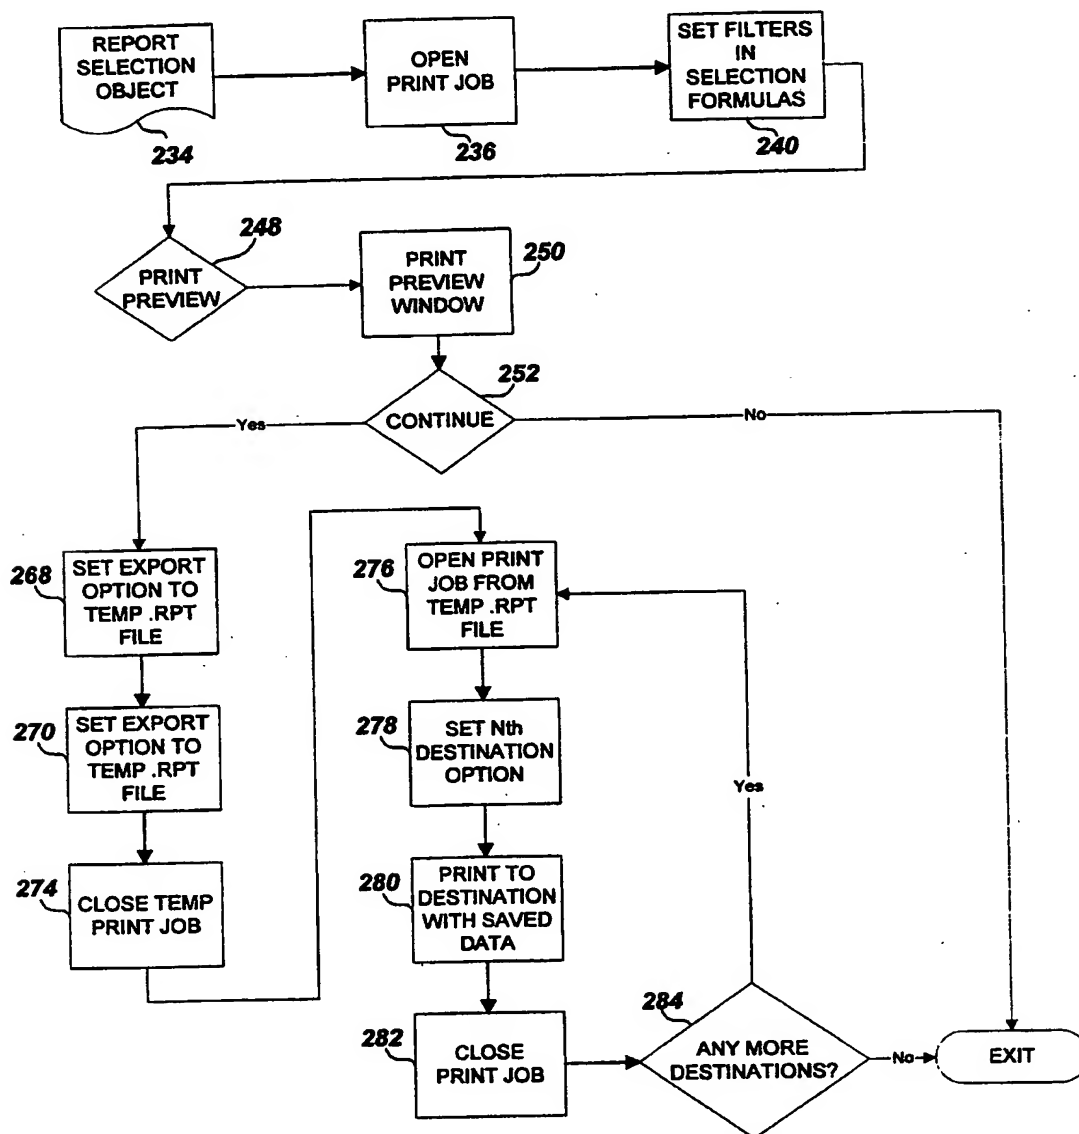 REPORT
SELECTION
OBJECT
234
OPEN
PRINT JOB
236
SET FILTERS
IN
SELECTION
FORMULAS
240
248
PRINT
PREVIEW
250
PRINT
PREVIEW
WINDOW
252
CONTINUE
Yes
No
268
SET EXPORT
OPTION TO
TEMP .RPT
FILE
270
SET EXPORT
OPTION TO
TEMP .RPT
FILE
274
CLOSE TEMP
PRINT JOB
276
OPEN PRINT
JOB FROM
TEMP .RPT
FILE
278
SET Nth
DESTINATION
OPTION
280
PRINT TO
DESTINATION
WITH SAVED
DATA
282
CLOSE
PRINT JOB
284
ANY MORE
DESTINATIONS?
Yes
No
EXIT